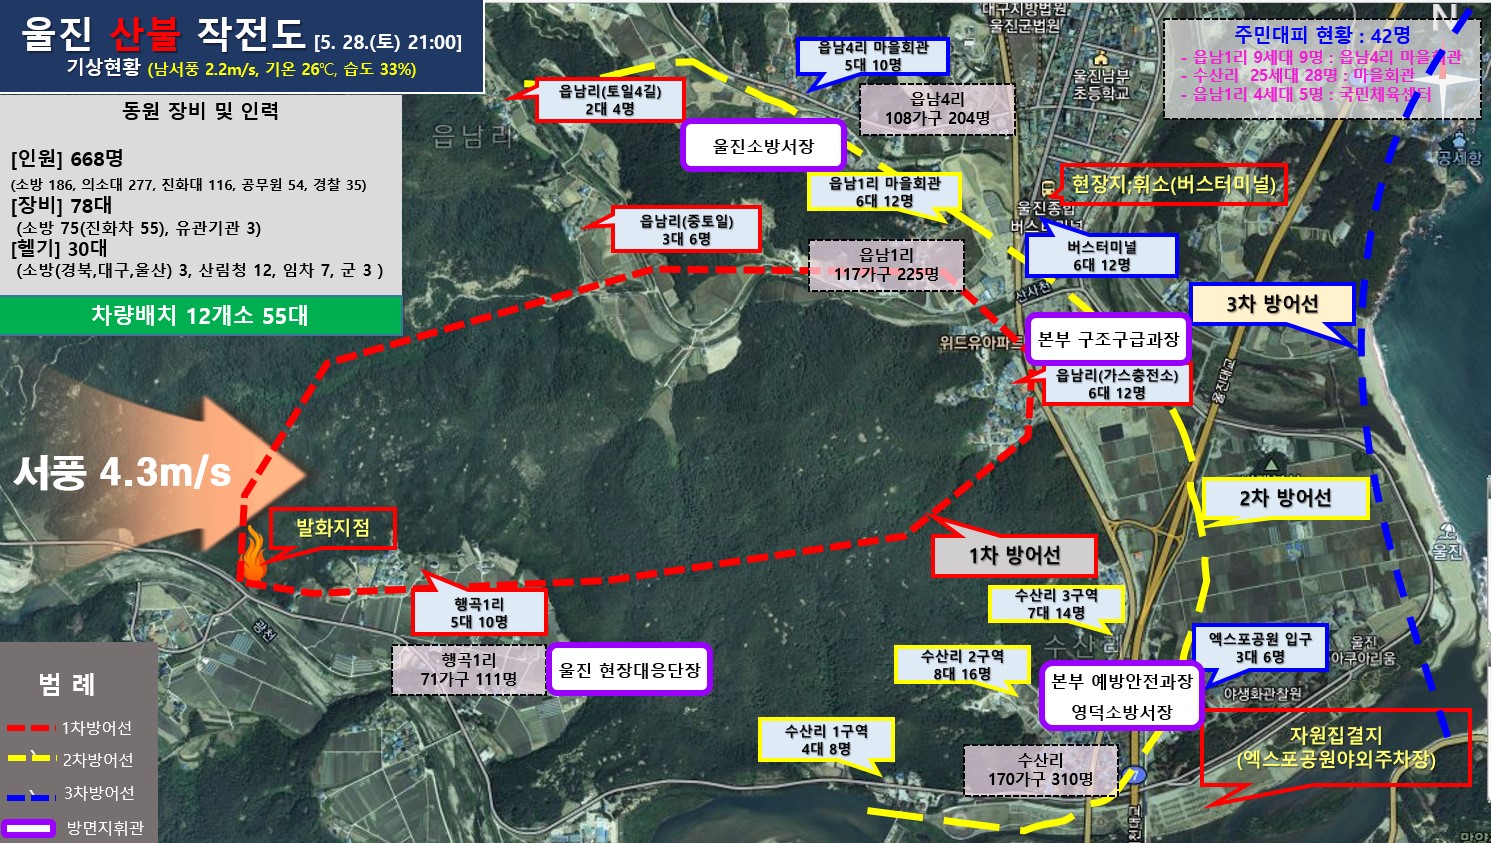 울진 산불 작전도 [5. 28.(토) 21:00]
기상현황 (남서풍 2.2m/s, 기온 26℃, 습도 33%)
동원 장비 및 인력
[인원] 668명
(소방 186, 의소대 277, 진화대 116, 공무원 54, 경찰 35)
[장비] 78대
(소방 75(진화차 55), 유관기관 3)
[헬기] 30대
(소방(경북,대구,울산) 3, 산림청 12, 임차 7, 군 3 )
차량배치 12개소 55대
서풍 4.3m/s
발화지점
대구지방법원
울진군법원
N
주민대피 현황 : 42명
- 읍남1리 9세대 9명 : 읍남4리 마을회관
- 수산리 25세대 28명 : 마을회관
- 읍남1리 4세대 5명 : 국민체육센터
읍남4리 마을회관
5대 10명
읍남리(토일4길)
2대 4명
읍남4리
108가구 204명
울진남부
초등학교
읍남리
울진소방서장
공세항
읍남1리 마을회관
6대 12명
현장지휘소(버스터미널)
울진종합
버스터미널
읍남리(중토일)
3대 6명
읍남1리
117가구 225명
버스터미널
6대 12명
산사천
3차 방어선
본부 구조구급과장
위드유아파트
읍남리(가스충전소)
6대 12명
울진대교
2차 방어선
1차 방어선
울진
행곡1리
5대 10명
광천
행곡1리
71가구 111명
울진 현장대응단장
수산리 3구역
7대 14명
수산리
수산리 2구역
8대 16명
엑스포공원 입구
3대 6명
울진
아쿠아리움
본부 예방안전과장
영덕소방서장
야생화관찰원
수산리 1구역
4대 8명
수산리
170가구 310명
자원집결지
(엑스포공원야외주차장)
7
범 례
1차방어선
2차방어선
3차방어선
방면지휘관